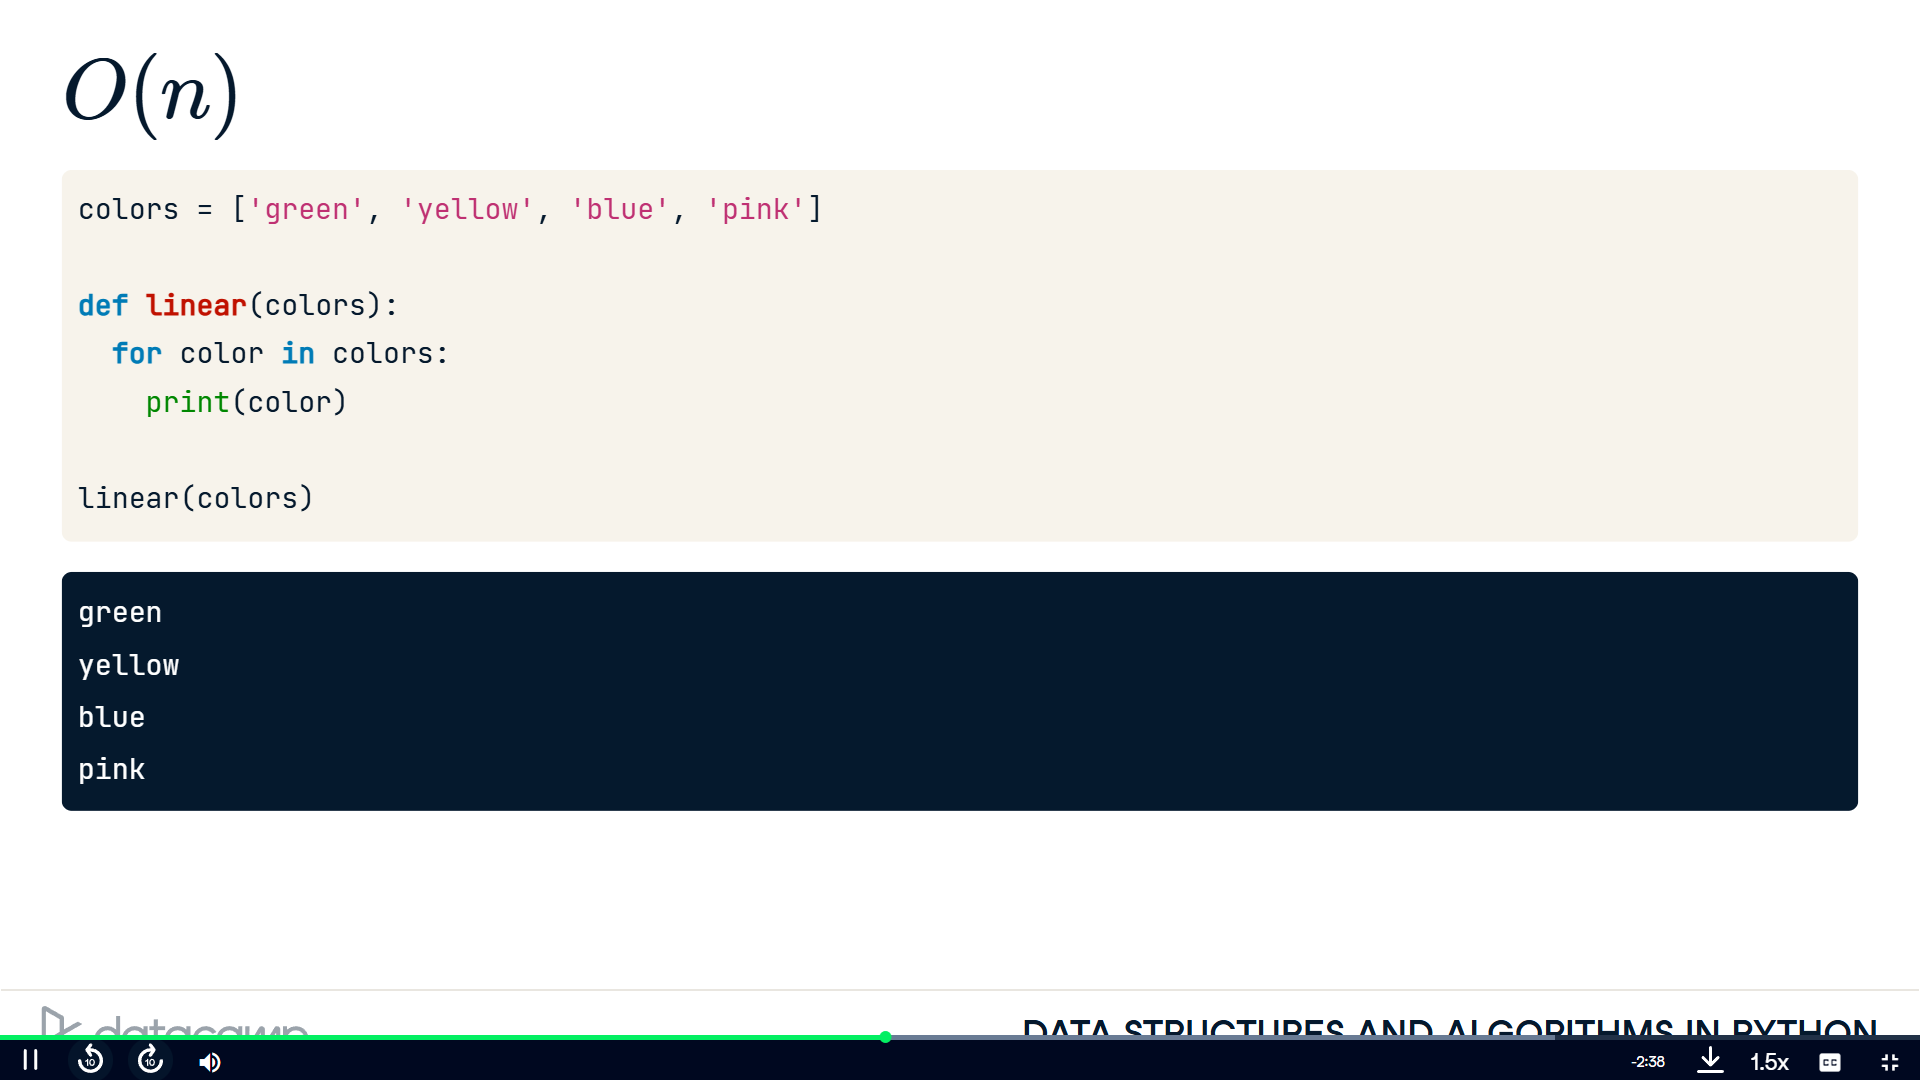 O(n)
colors = ['green', 'yellow', 'blue', 'pink']
def linear(colors):
  for color in colors:
    print(color)
linear(colors)
green
yellow
blue
pink
datacamp
DATA STRUCTURES AND ALGORITHMS IN PYTHON
10
10
-2:38
1.5x
CC